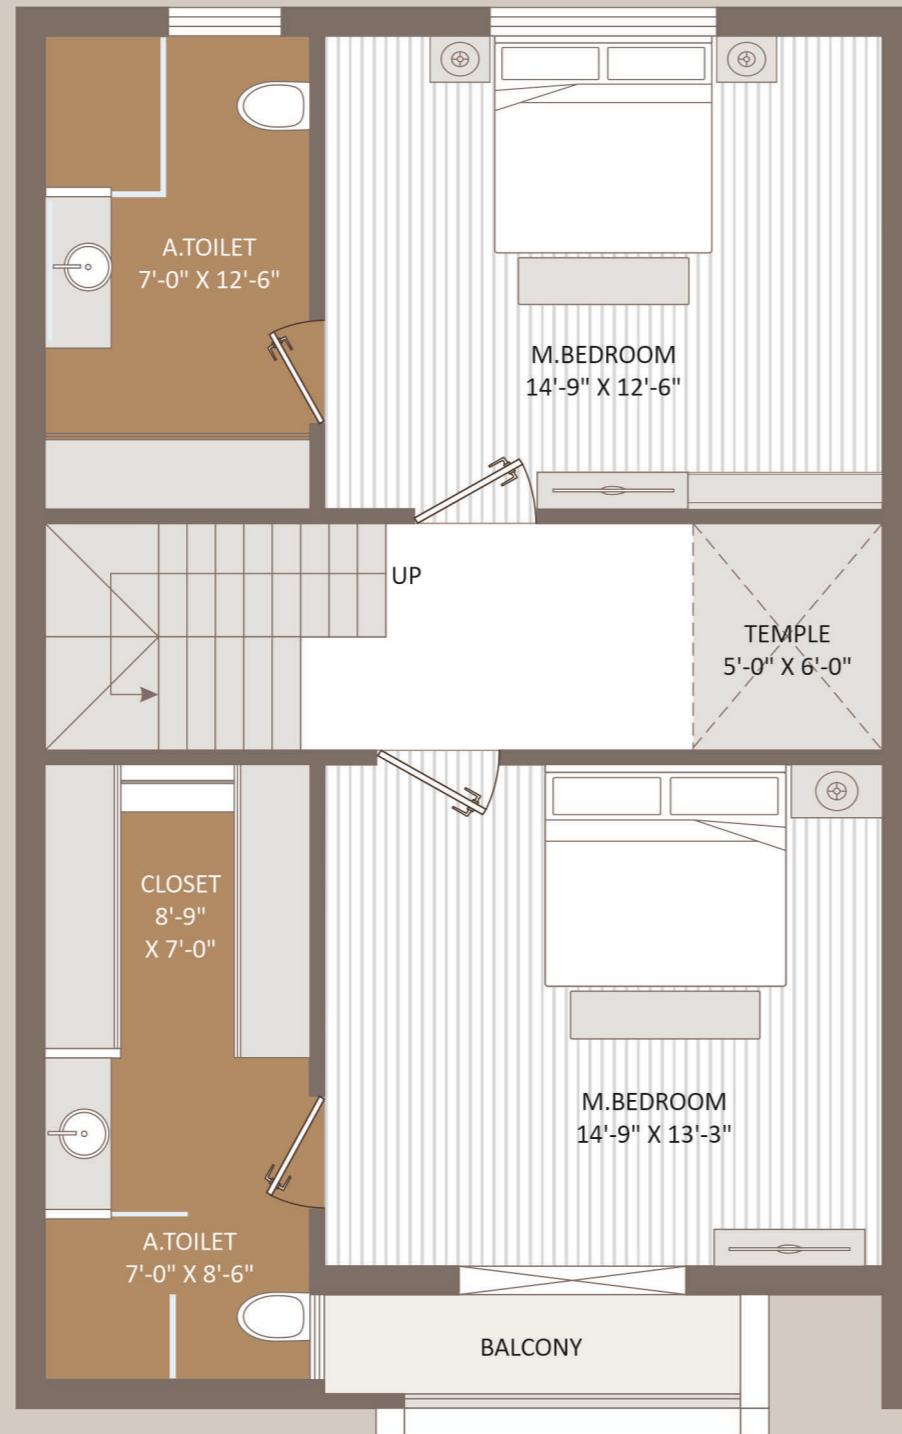 A.TOILET
7'-0" X 12'-6"
M.BEDROOM
14'-9" X 12'-6"
UP
TEMPLE
5'-0" X 6'-0"
CLOSET
8'-9"
X 7'-0"
M.BEDROOM
14'-9" X 13'-3"
A.TOILET
7'-0" X 8'-6"
BALCONY